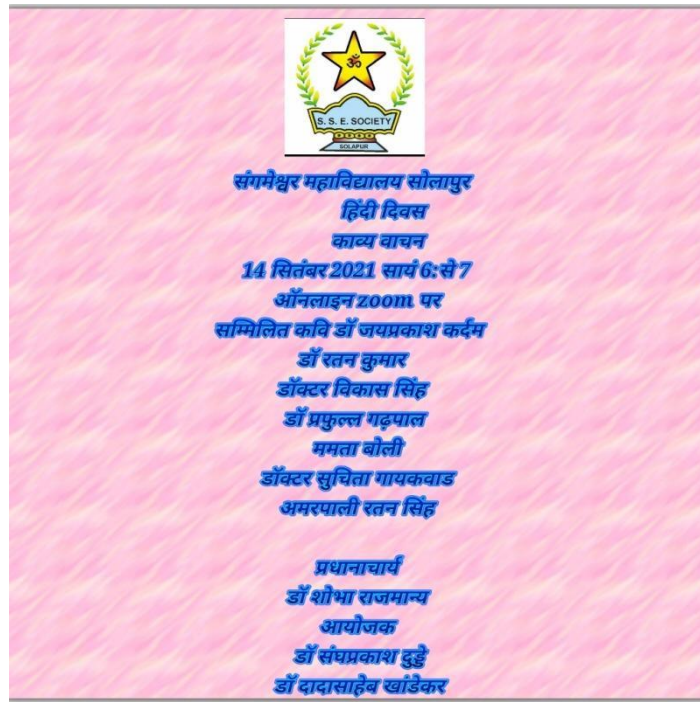 ॐ
S. S. E. SOCIETY
SOLAPUR
संगमेश्वर महाविद्यालय सोलापुर
हिंदी दिवस
काव्य वाचन
14 सितंबर 2021 सायं 6:से 7
ऑनलाइन zoom पर
सम्मिलित कवि डॉ जयप्रकाश कर्दम
डॉ रतन कुमार
डॉक्टर विकास सिंह
डॉ प्रफुल्ल गढ़पाल
ममता बोली
डॉक्टर सुचिता गायकवाड
अमरपाली रतन सिंह
प्रधानाचार्य
डॉ शोभा राजमान्य
आयोजक
डॉ संघप्रकाश दुड्डे
डॉ दादासाहेब खांडेकर